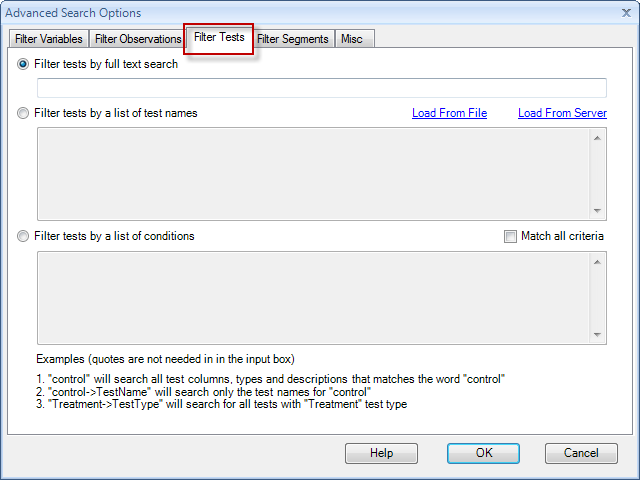 Advanced Search Options
Filter Variables Filter Observations Filter Tests Filter Segments Misc
Filter tests by full text search
Filter tests by a list of test names Load From File Load From Server
Filter tests by a list of conditions Match all criteria
Examples (quotes are not needed in in the input box)
1. "control" will search all test columns, types and descriptions that matches the word "control"
2. "control->TestName" will search only the test names for "control"
3. "Treatment->TestType" will search for all tests with "Treatment" test type
Help OK Cancel